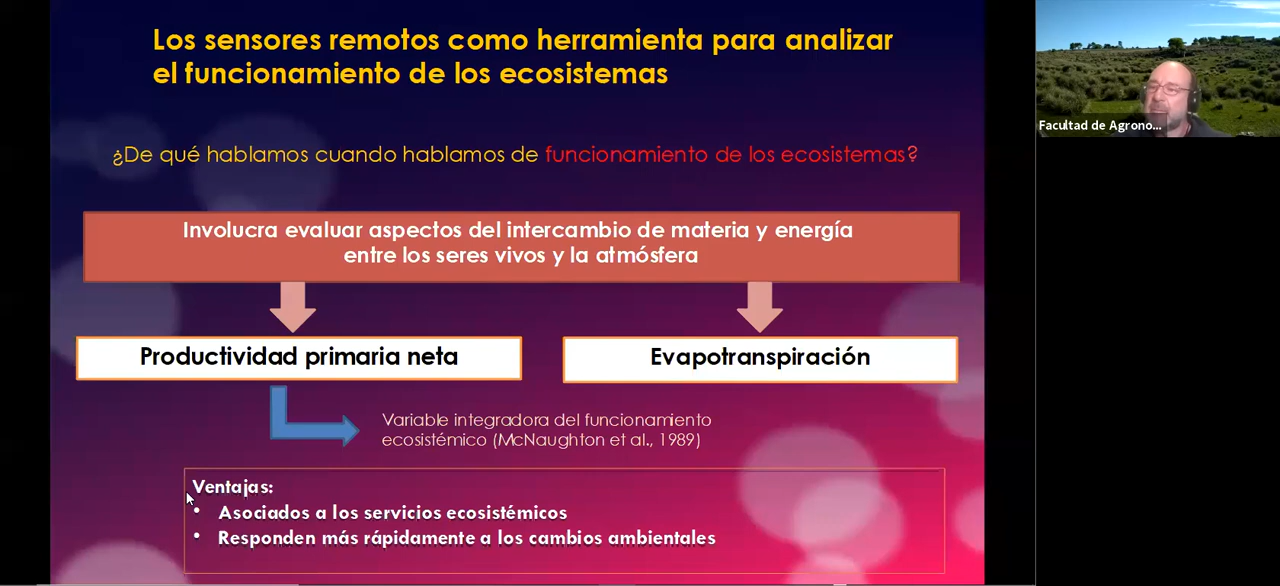 Los sensores remotos como herramienta para analizar
el funcionamiento de los ecosistemas
¿De qué hablamos cuando hablamos de funcionamiento de los ecosistemas?
Involucra evaluar aspectos del intercambio de materia y energía
entre los seres vivos y la atmósfera
Productividad primaria neta
Evapotranspiración
Variable integradora del funcionamiento
ecosistémico (McNaughton et al., 1989)
Ventajas:
• Asociados a los servicios ecosistémicos
• Responden más rápidamente a los cambios ambientales
Facultad de Agrono...